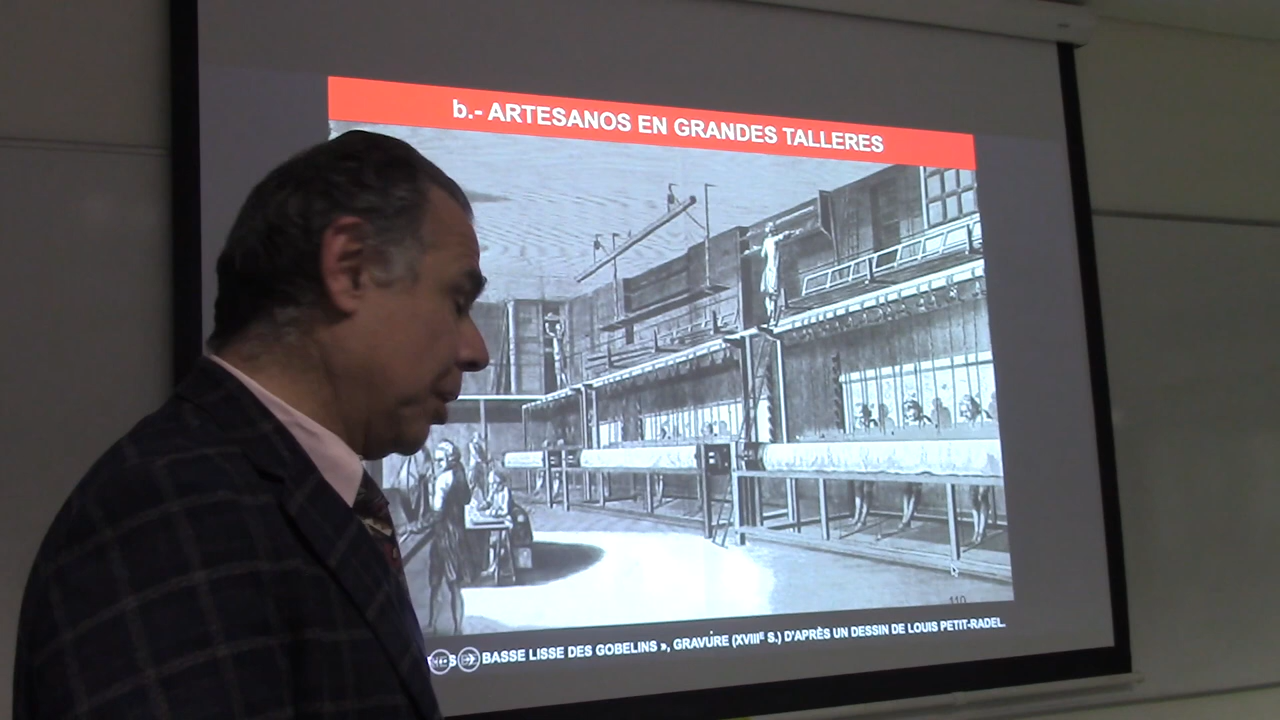 b.- ARTESANOS EN GRANDES TALLERES
110
BASSE LISSE DES GOBELINS », GRAVURE (XVIIIE S.) D'APRÈS UN DESSIN DE LOUIS PETIT-RADEL.